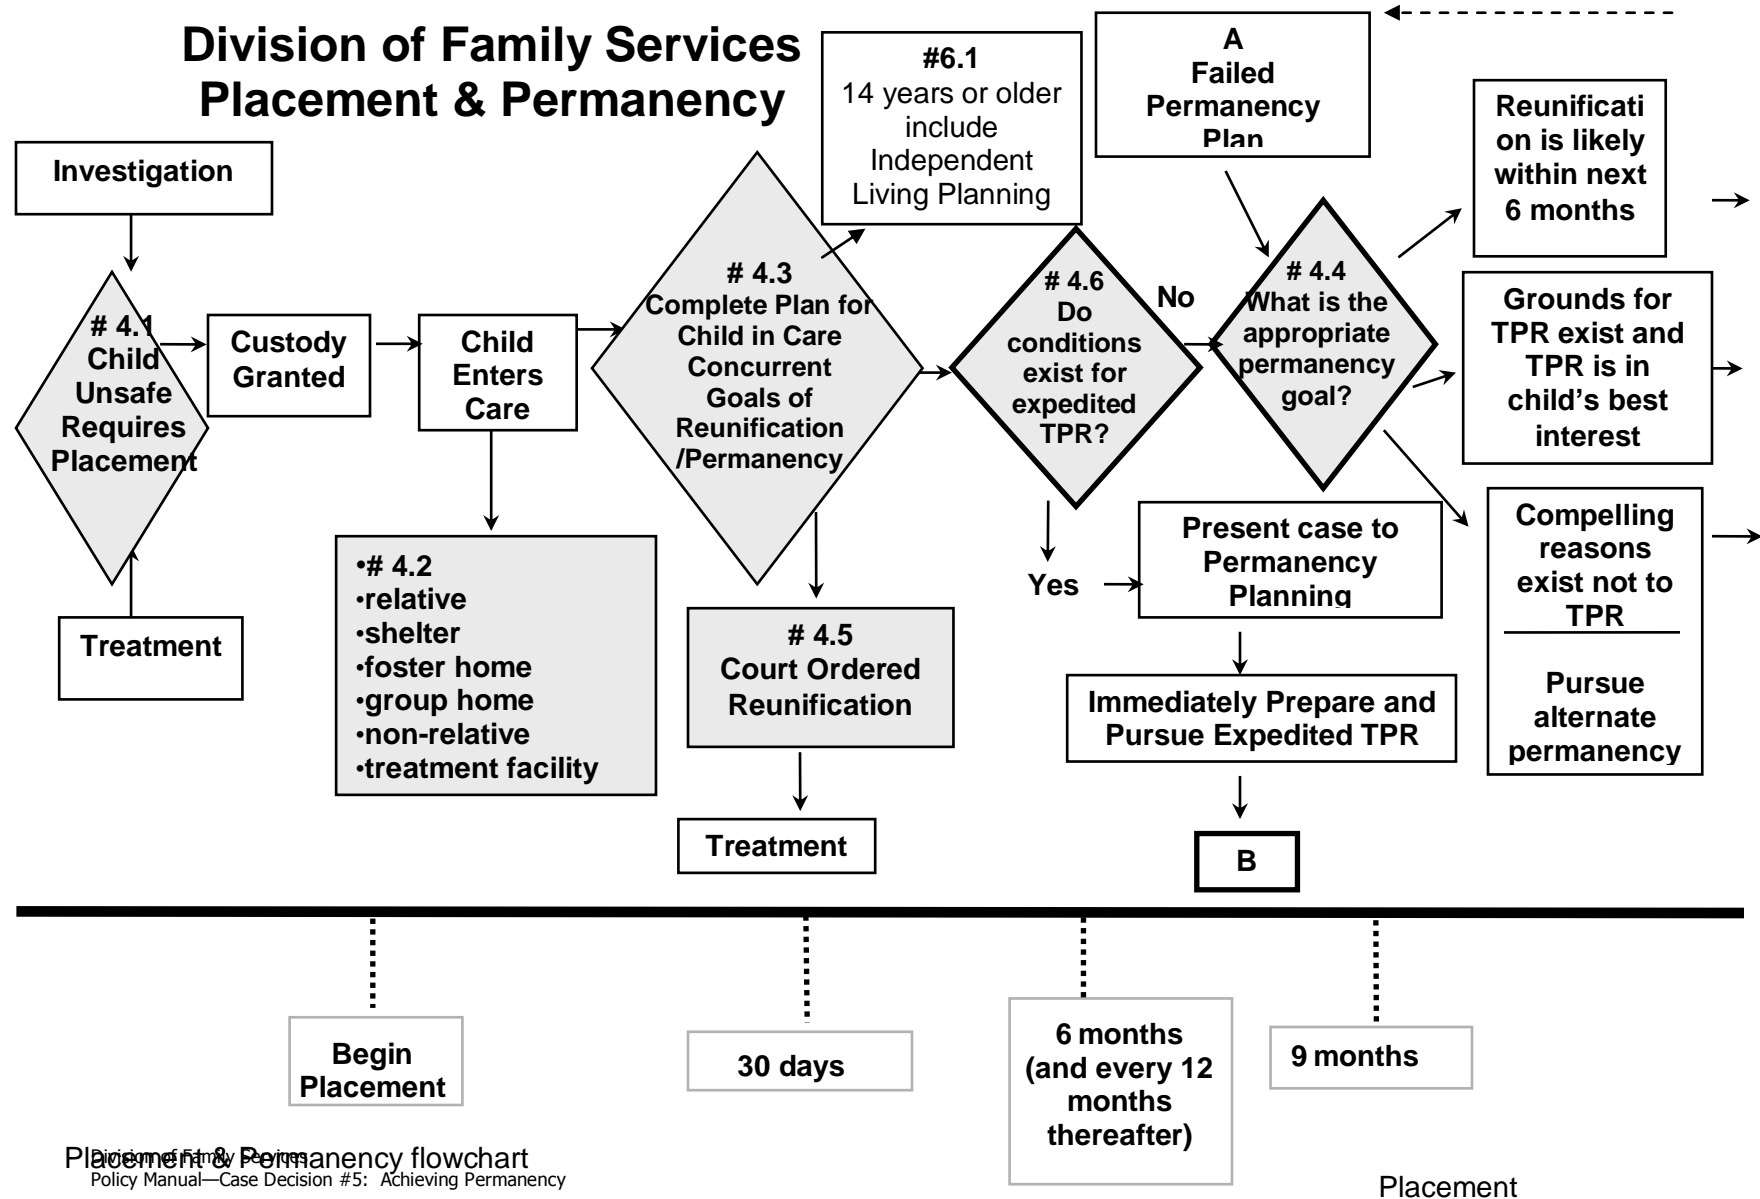 Division of Family Services
Placement & Permanency
#6.1
14 years or older
include
Independent
Living Planning
A
Failed
Permanency
Plan
Reunificati
on is likely
within next
6 months
Investigation
# 4.1
Child
Unsafe
Requires
Placement
Custody
Granted
Child
Enters
Care
# 4.3
Complete Plan for
Child in Care
Concurrent
Goals of
Reunification
/Permanency
# 4.6
Do
conditions
exist for
expedited
TPR?
No
# 4.4
What is the
appropriate
permanency
goal?
Grounds for
TPR exist and
TPR is in
child’s best
interest
Compelling
reasons
exist not to
TPR
Pursue
alternate
permanency
Yes
Present case to
Permanency
Planning
Immediately Prepare and
Pursue Expedited TPR
B
Treatment
•# 4.2
•relative
•shelter
•foster home
•group home
•non-relative
•treatment facility
# 4.5
Court Ordered
Reunification
Treatment
Begin
Placement
30 days
6 months
(and every 12
months
thereafter)
9 months
Placement & Permanency flowchart
Division of Family Services
Policy Manual—Case Decision #5: Achieving Permanency
Placement